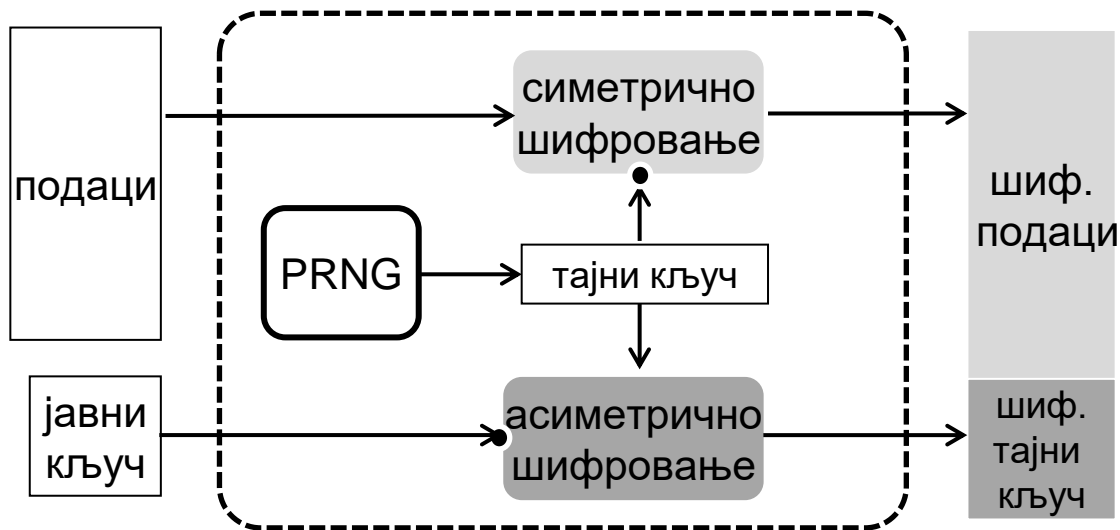 подаци
симетрично
шифровање
PRNG
тајни кључ
јавни
кључ
асиметрично
шифровање
шиф.
подаци
шиф.
тајни
кључ